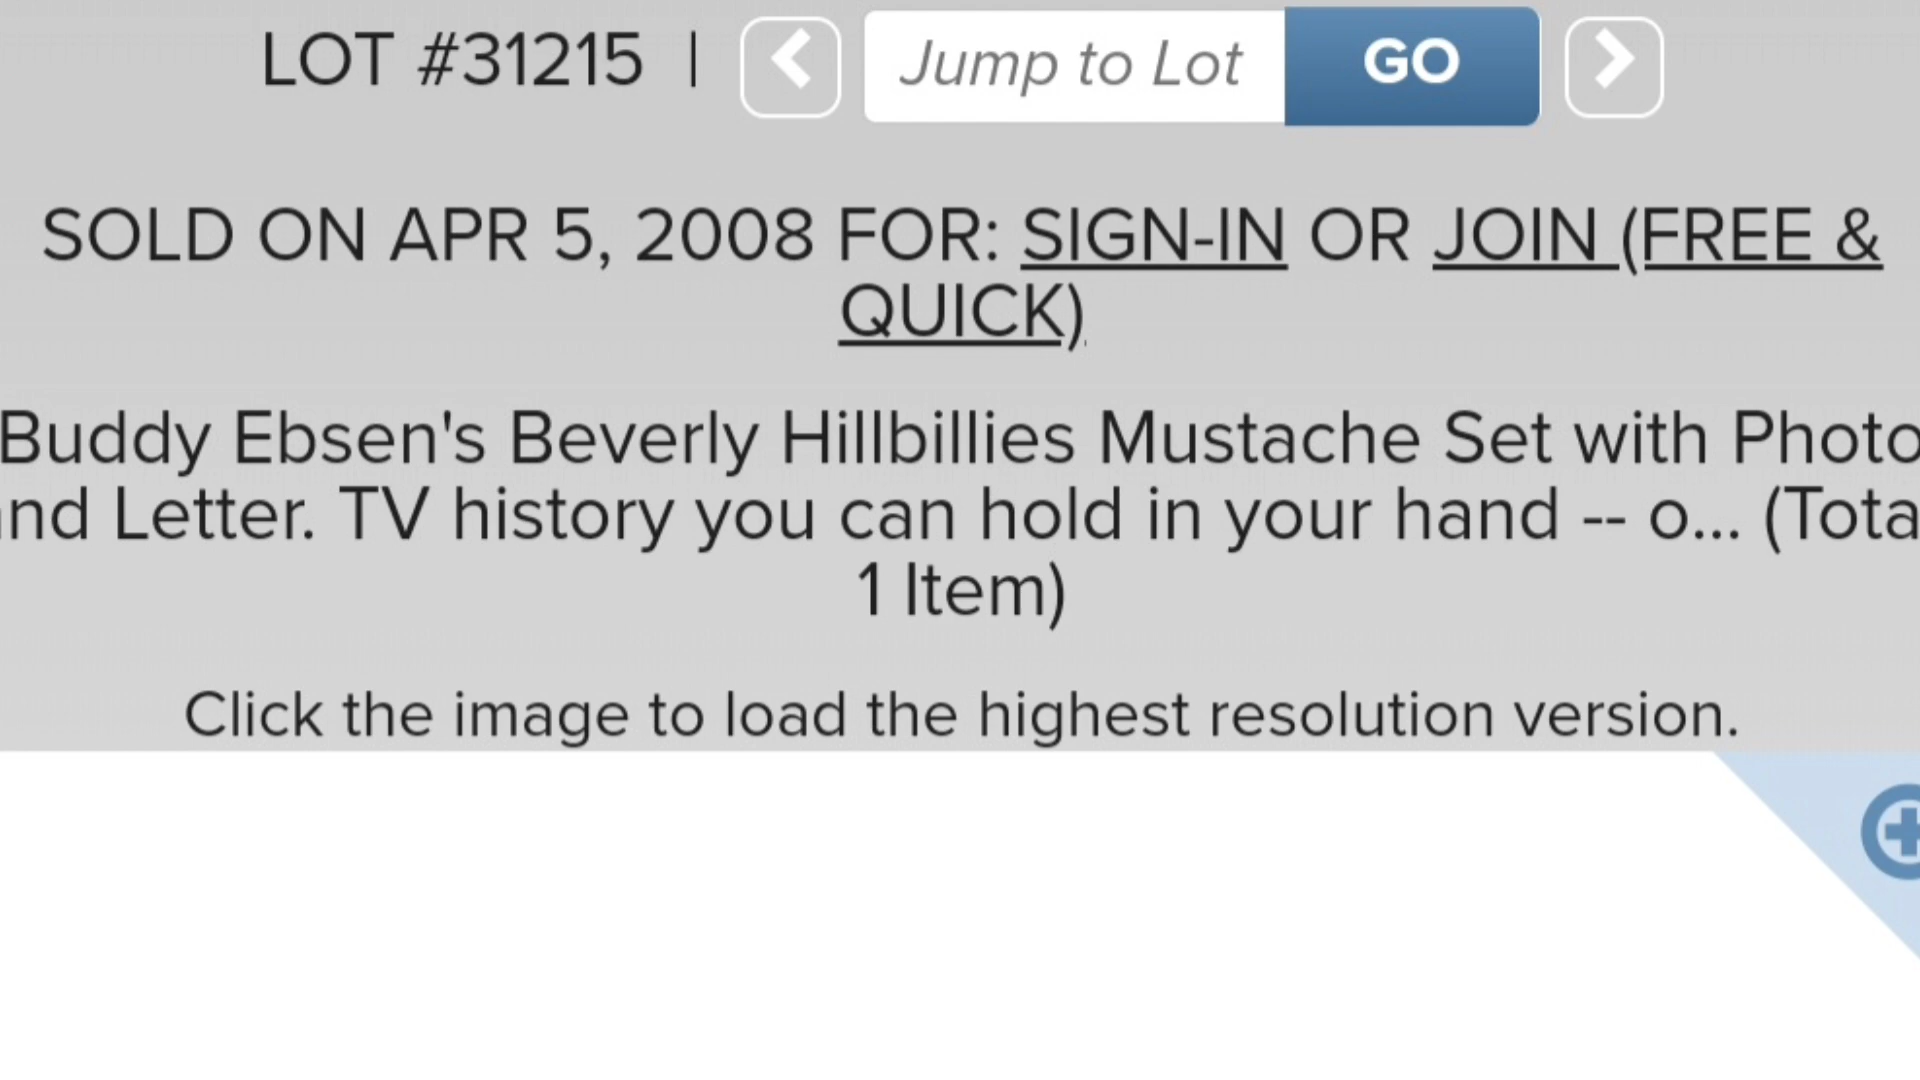 LOT #31215 | Jump to Lot GO
SOLD ON APR 5, 2008 FOR: SIGN-IN OR JOIN (FREE &
QUICK)
Buddy Ebsen's Beverly Hillbillies Mustache Set with Photo
nd Letter. TV history you can hold in your hand -- o... (Tota
1 Item)
Click the image to load the highest resolution version.